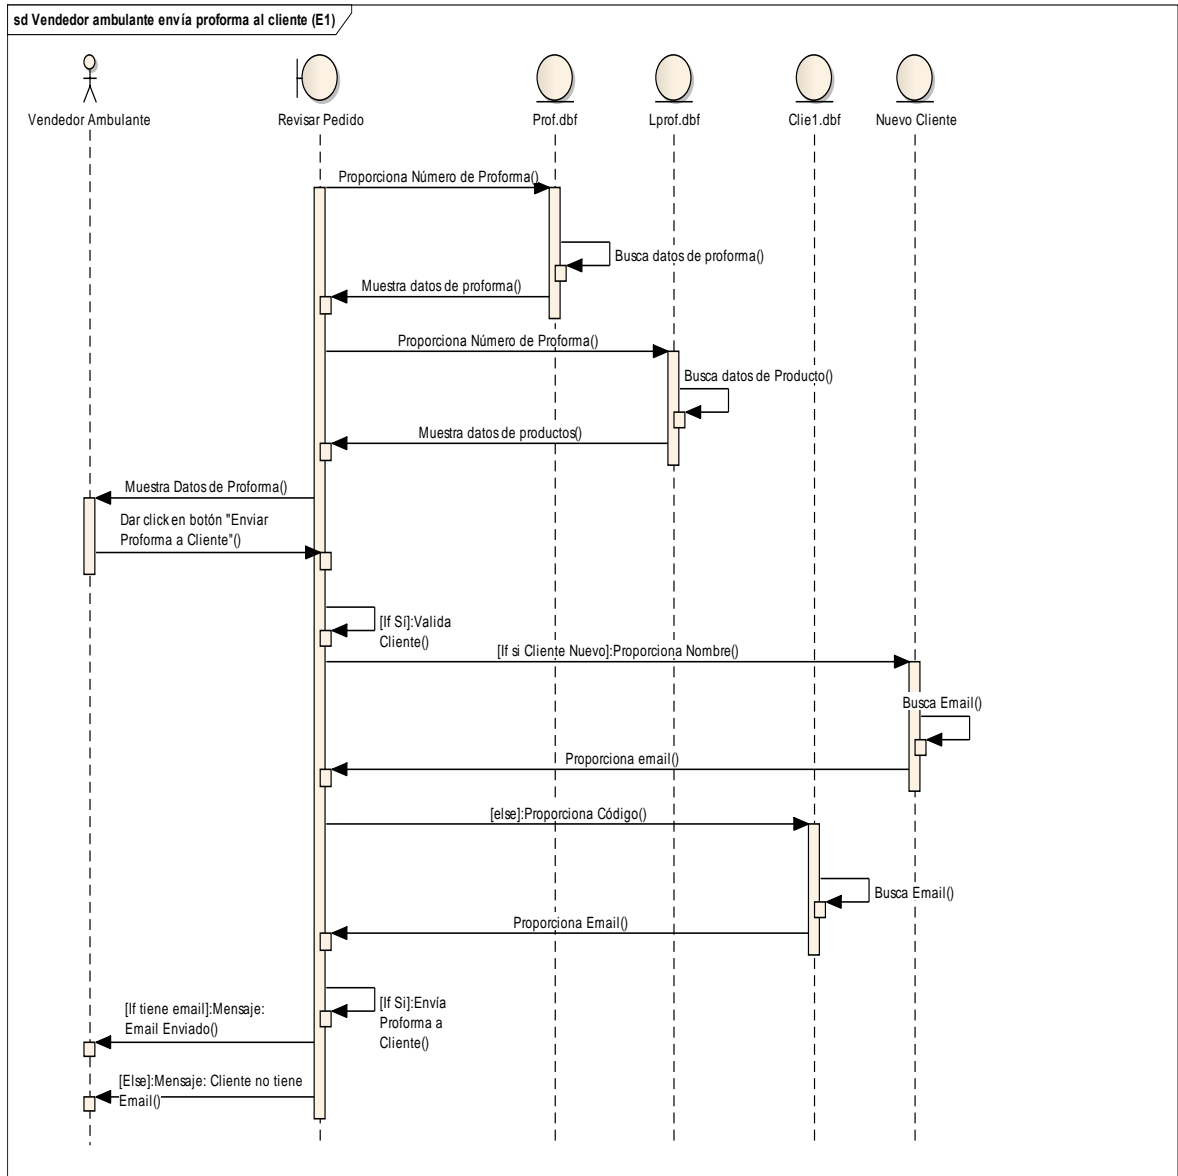 sd Vendedor ambulante envía proforma al cliente (E1)
Vendedor Ambulante
Revisar Pedido
Prof.dbf
Lprof.dbf
Clie1.dbf
Nuevo Cliente
Proporciona Número de Proforma()
Busca datos de proforma()
Muestra datos de proforma()
Proporciona Número de Proforma()
Busca datos de Producto()
Muestra datos de productos()
Muestra Datos de Proforma()
Dar click en botón "Enviar
Proforma a Cliente"()
[If Sí]:Valida
Cliente()
[If si Cliente Nuevo]:Proporciona Nombre()
Busca Email()
Proporciona email()
[else]:Proporciona Código()
Busca Email()
Proporciona Email()
[If Si]:Envía
Proforma a
Cliente()
[If tiene email]:Mensaje:
Email Enviado()
[Else]:Mensaje: Cliente no tiene
Email()